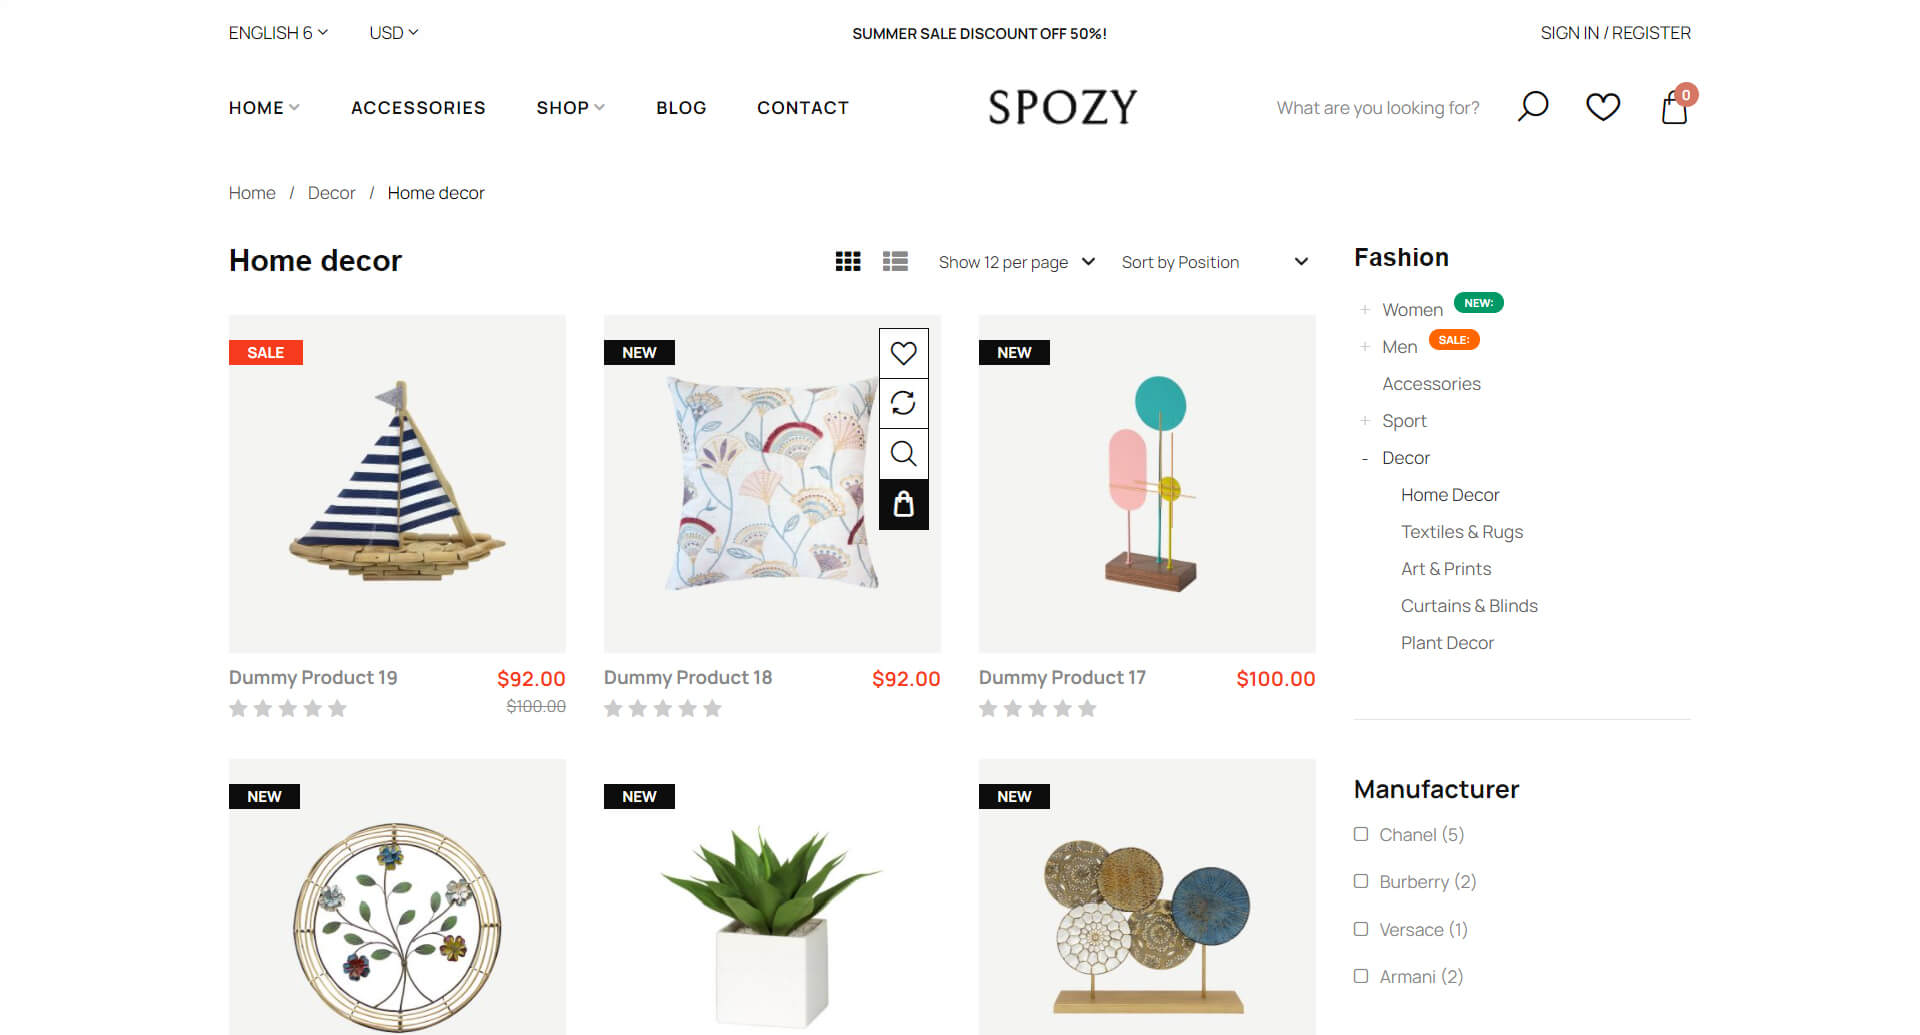 ENGLISH 6
USD
SUMMER SALE DISCOUNT OFF 50%!
SIGN IN / REGISTER
HOME
ACCESSORIES
SHOP
BLOG
CONTACT
SPOZY
What are you looking for?
0
Home / Decor / Home decor
Home decor
Show 12 per page
Sort by Position
SALE
NEW
NEW
Dummy Product 19
$92.00
$100.00
Dummy Product 18
$92.00
Dummy Product 17
$100.00
NEW
NEW
NEW
Fashion
+ Women NEW:
+ Men SALE:
Accessories
+ Sport
- Decor
Home Decor
Textiles & Rugs
Art & Prints
Curtains & Blinds
Plant Decor
Manufacturer
Chanel (5)
Burberry (2)
Versace (1)
Armani (2)